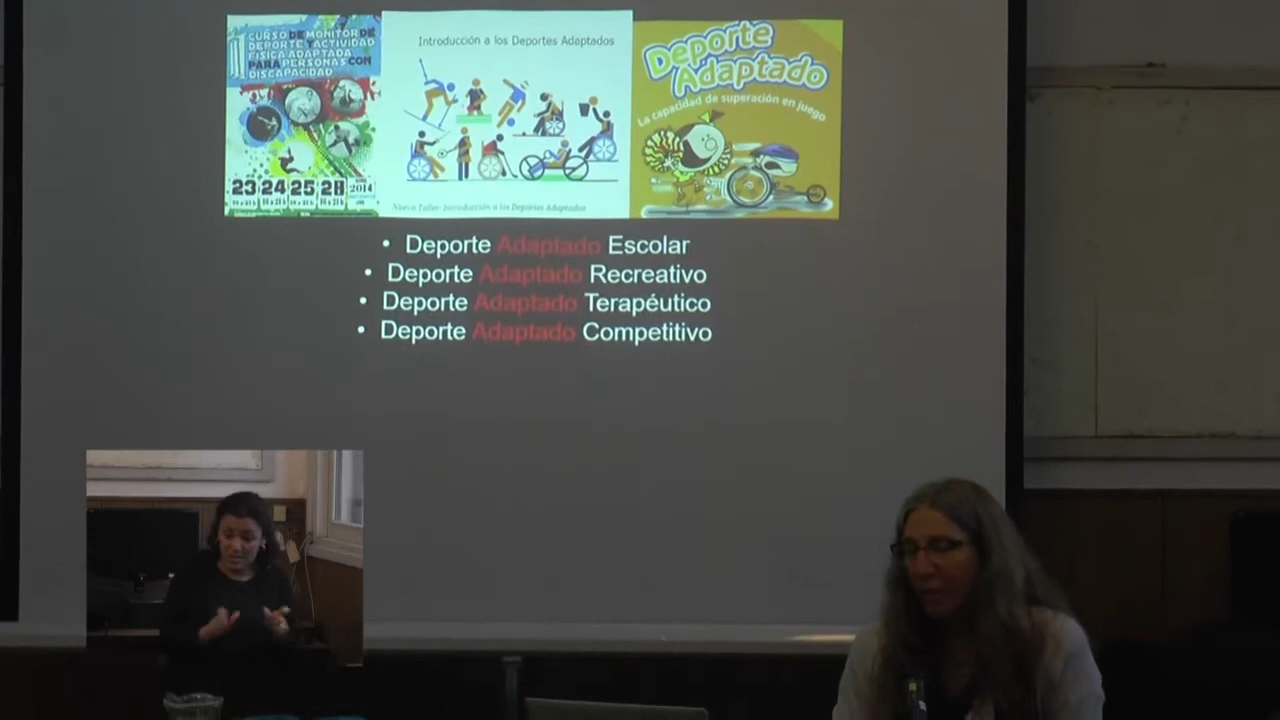 CURSO DE MONITOR DE
DEPORTE Y ACTIVIDAD
FISICA ADAPTADA
PARA PERSONAS CON
DISCAPACIDAD
II
23 24 25 28
2014
Introducción a los Deportes Adaptados
Nuevo Taller: Introducción a los Deportes Adaptados
Deporte
Adaptado
La capacidad de superación en juego
• Deporte Adaptado Escolar
• Deporte Adaptado Recreativo
• Deporte Adaptado Terapéutico
• Deporte Adaptado Competitivo